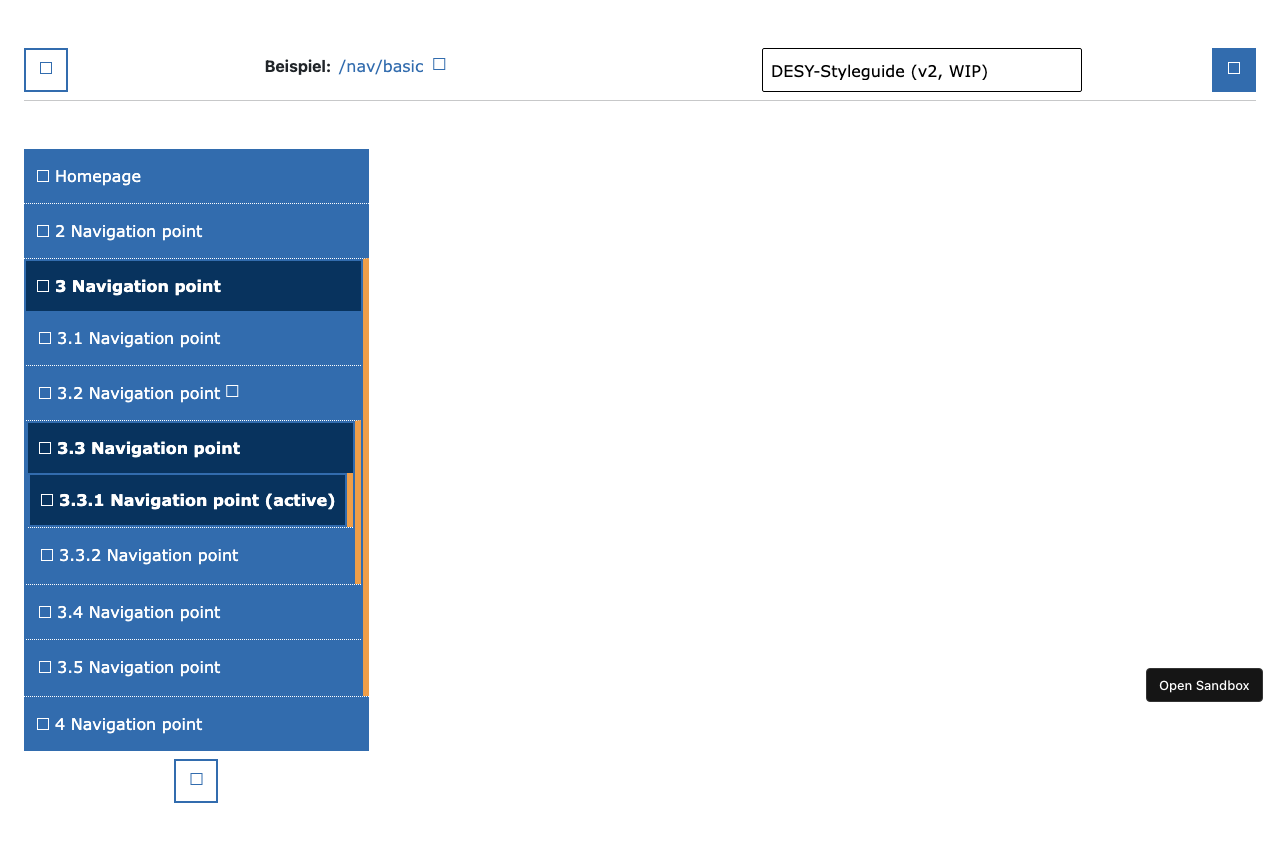 Beispiel: /nav/basic
DESY-Styleguide (v2, WIP)
Homepage
2 Navigation point
3 Navigation point
3.1 Navigation point
3.2 Navigation point
3.3 Navigation point
3.3.1 Navigation point (active)
3.3.2 Navigation point
3.4 Navigation point
3.5 Navigation point
Open Sandbox
4 Navigation point